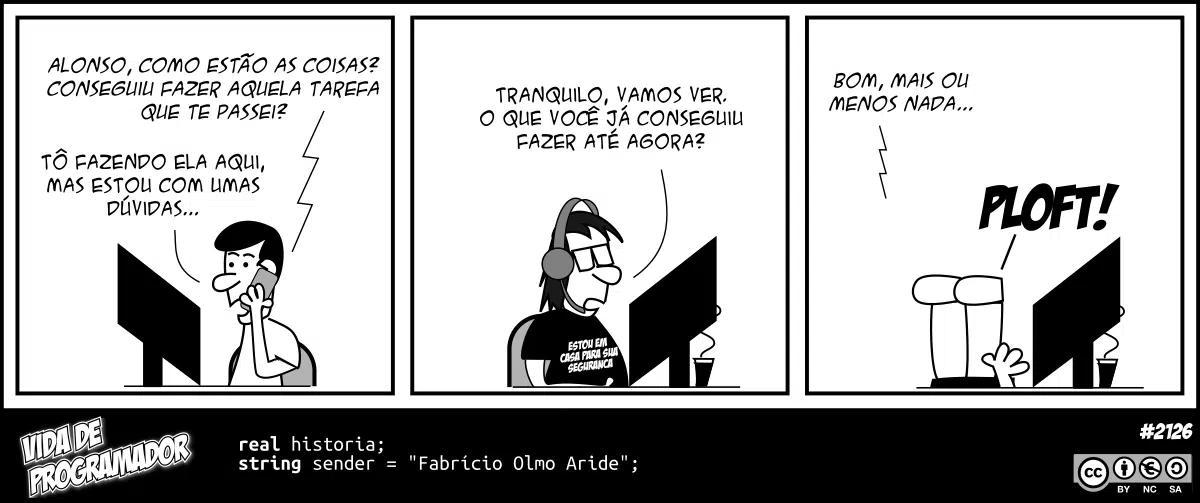 ALONSO, COMO ESTÃO AS COISAS?
CONSEGUIU FAZER AQUELA TAREFA
QUE TE PASSEI?
TÔ FAZENDO ELA AQUI,
MAS ESTOU COM UMAS
DÚVIDAS...
TRANQUILO, VAMOS VER.
O QUE VOCÊ JÁ CONSEGUIU
FAZER ATÉ AGORA?
ESTOU EM
CASA PARA SUA
SEGURANCA
BOM, MAIS OU
MENOS NADA...
PLOFT!
VIDA DE
PROGRAMADOR
real historia;
string sender = "Fabrício Olmo Aride";
#2126
cc
BY NC SA